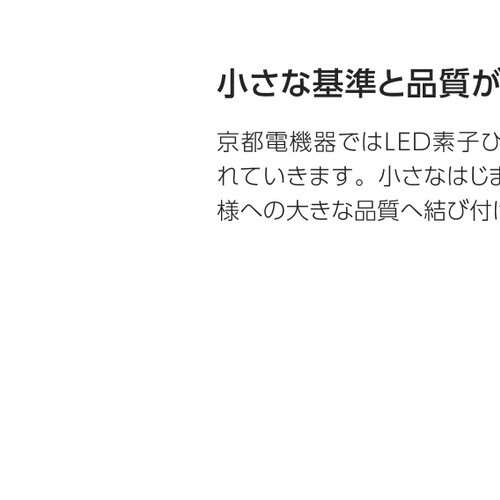 小さな基準と品質が
京都電機器ではLED素子ひ
れていきます。小さなはじま
様への大きな品質へ結び付け